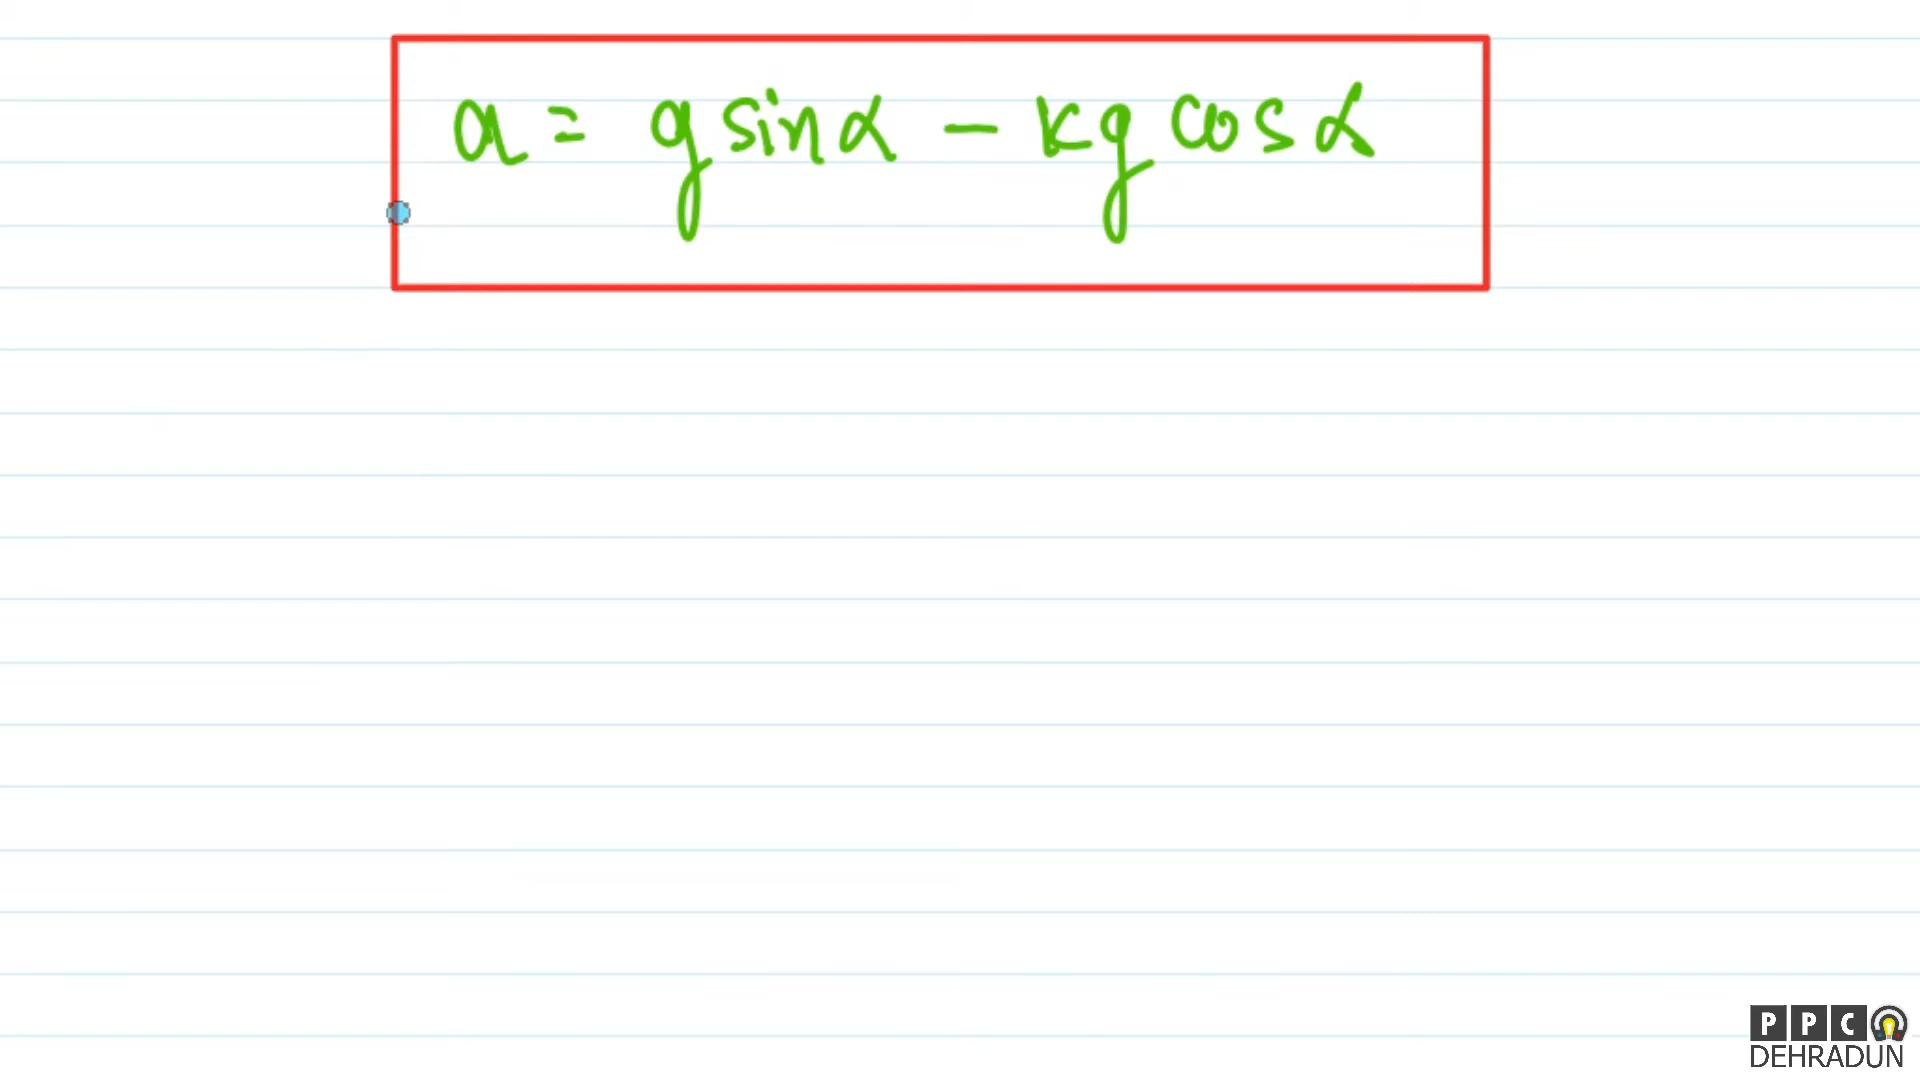 a = g sin α − kg cos α
PPC
DEHRADUN